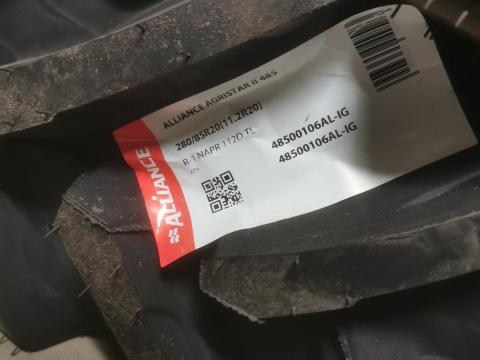 ALLIANCE
ALLIANCE AGRISTAR II 485
280/85R20(11.2R20)
R-1 NAPR 112D TL
48500106AL-IG
48500106AL-IG